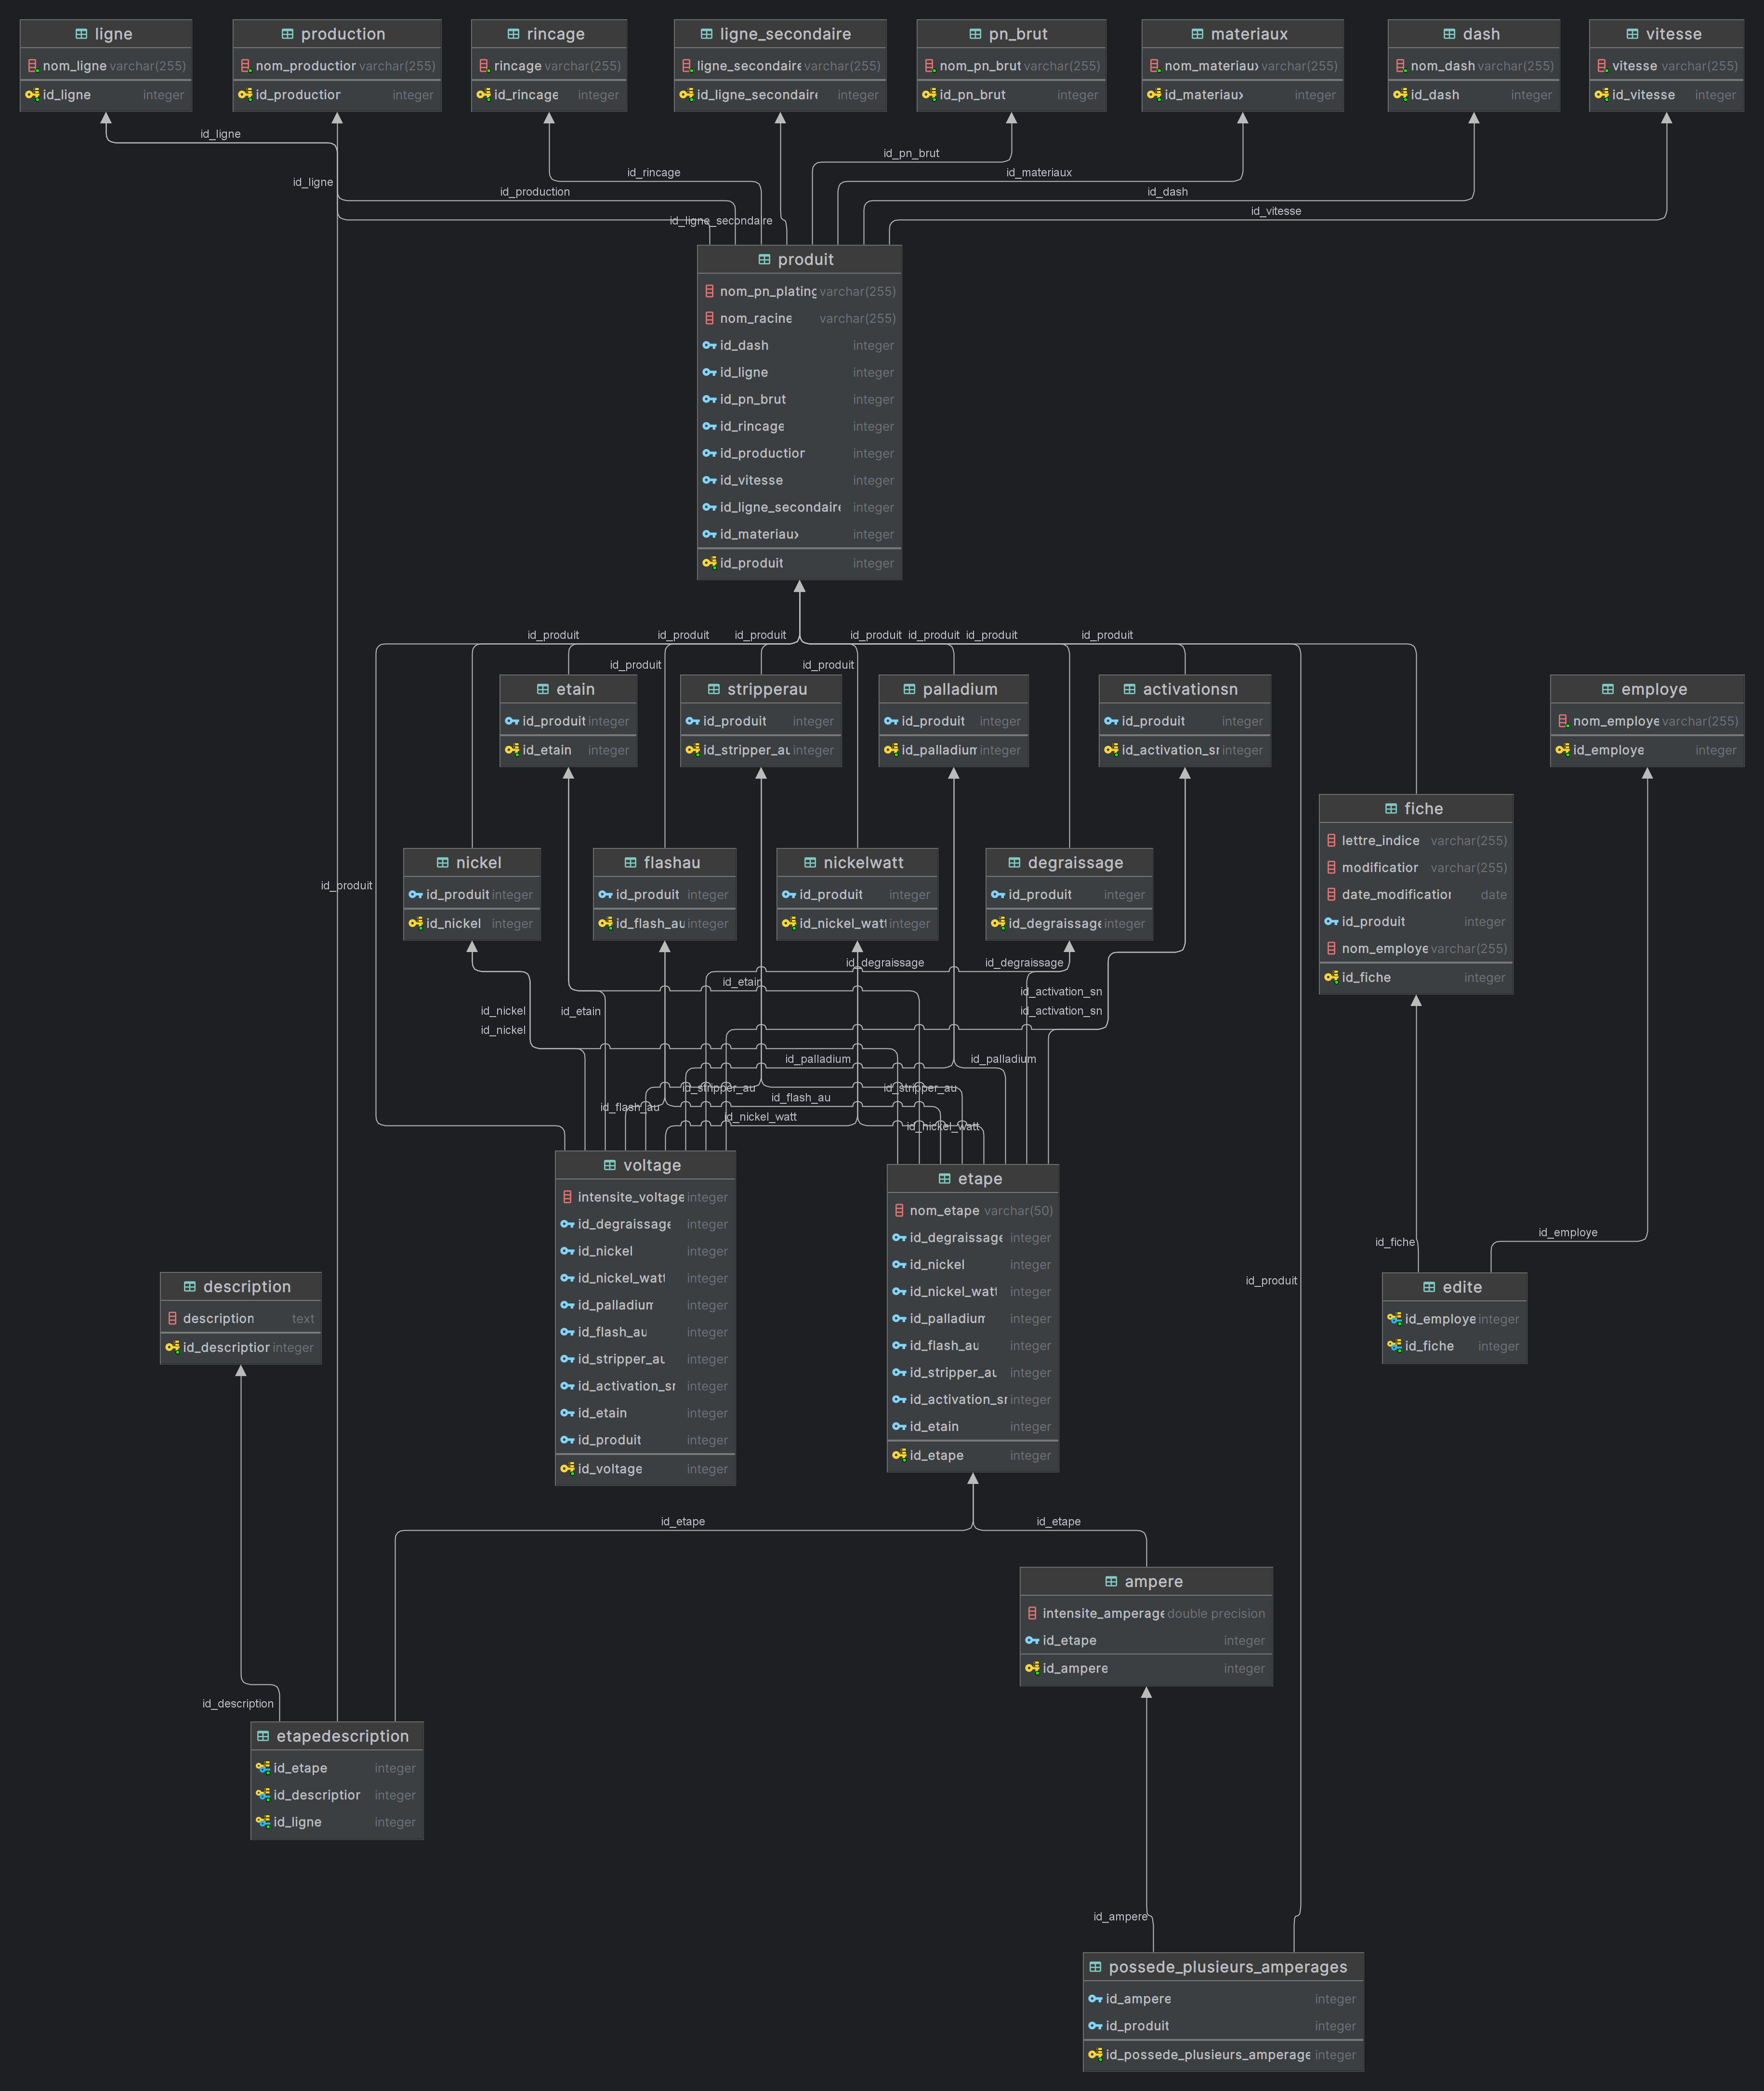 ligne
nom_ligne varchar(255)
id_ligne integer
production
nom_production varchar(255)
id_production integer
rincage
rincage varchar(255)
id_rincage integer
ligne_secondaire
ligne_secondaire varchar(255)
id_ligne_secondaire integer
pn_brut
nom_pn_brut varchar(255)
id_pn_brut integer
materiaux
nom_materiaux varchar(255)
id_materiaux integer
dash
nom_dash varchar(255)
id_dash integer
vitesse
vitesse varchar(255)
id_vitesse integer
id_ligne
id_pn_brut
id_rincage
id_materiaux
id_ligne
id_production
id_dash
id_ligne_secondaire
id_vitesse
produit
nom_pn_plating varchar(255)
nom_racine varchar(255)
id_dash integer
id_ligne integer
id_pn_brut integer
id_rincage integer
id_production integer
id_vitesse integer
id_ligne_secondaire integer
id_materiaux integer
id_produit integer
id_produit id_produit id_produit id_produit id_produit id_produit id_produit
id_produit id_produit
etain
id_produit integer
id_etain integer
stripperau
id_produit integer
id_stripper_au integer
palladium
id_produit integer
id_palladium integer
activationsn
id_produit integer
id_activation_sn integer
employe
nom_employe varchar(255)
id_employe integer
fiche
lettre_indice varchar(255)
modification varchar(255)
date_modification date
id_produit integer
nom_employe varchar(255)
id_fiche integer
nickel
id_produit integer
id_nickel integer
flashau
id_produit integer
id_flash_au integer
nickelwatt
id_produit integer
id_nickel_watt integer
degraissage
id_produit integer
id_degraissage integer
id_produit
id_degraissage id_degraissage
id_etain
id_activation_sn
id_nickel id_etain id_activation_sn
id_nickel
id_palladium id_palladium
id_stripper_au id_stripper_au
id_flash_au
id_flash_au
id_nickel_watt
id_nickel_watt
voltage
intensite_voltage integer
id_degraissage integer
id_nickel integer
id_nickel_watt integer
id_palladium integer
id_flash_au integer
id_stripper_au integer
id_activation_sn integer
id_etain integer
id_produit integer
id_voltage integer
etape
nom_etape varchar(50)
id_degraissage integer
id_nickel integer
id_nickel_watt integer
id_palladium integer
id_flash_au integer
id_stripper_au integer
id_activation_sn integer
id_etain integer
id_etape integer
id_fiche
id_employe
id_produit
edite
id_employe integer
id_fiche integer
description
description text
id_description integer
id_etape id_etape
ampere
intensite_amperage double precision
id_etape integer
id_ampere integer
id_description
etapedescription
id_etape integer
id_description integer
id_ligne integer
id_ampere
possede_plusieurs_amperages
id_ampere integer
id_produit integer
id_possede_plusieurs_amperage integer